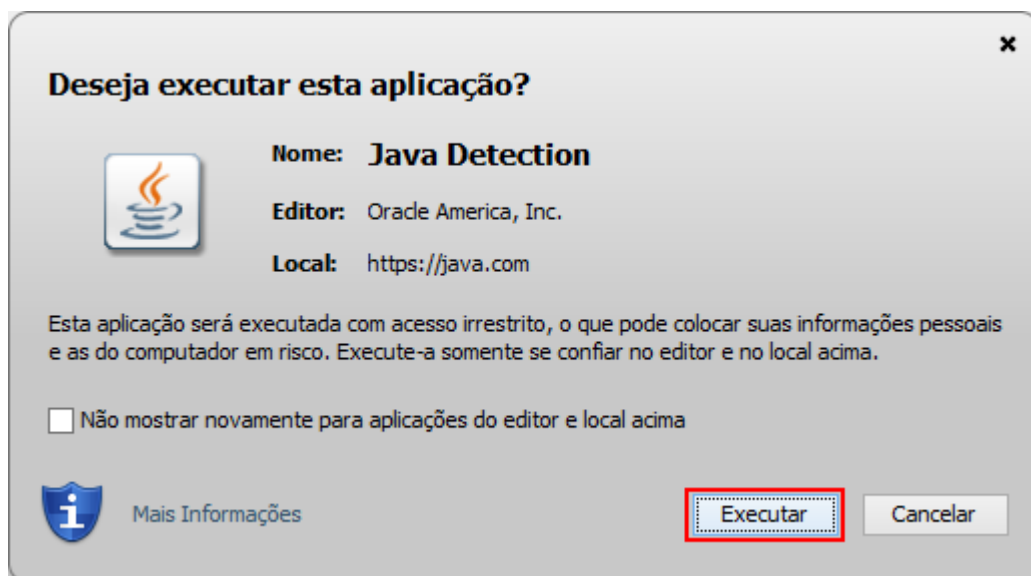 Deseja executar esta aplicação?
Nome: Java Detection
Editor: Oracle America, Inc.
Local: https://java.com
Esta aplicação será executada com acesso irrestrito, o que pode colocar suas informações pessoais
e as do computador em risco. Execute-a somente se confiar no editor e no local acima.
Não mostrar novamente para aplicações do editor e local acima
Mais Informações
Executar Cancelar